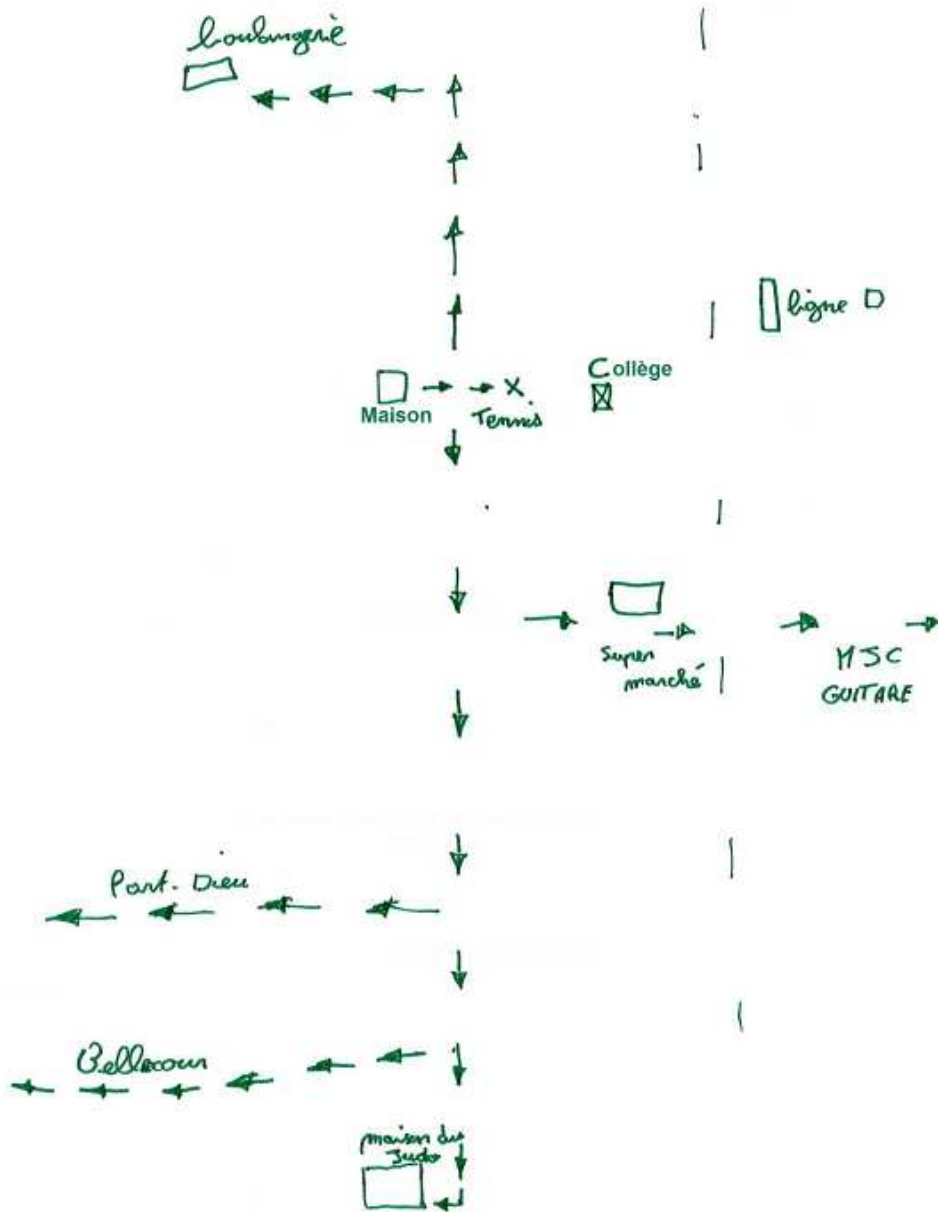 boulangerie
ligne D
Collège
Maison
Tennis
Super
marché
MJC
GUITARE
Part-Dieu
Bellecour
maison du
Judo